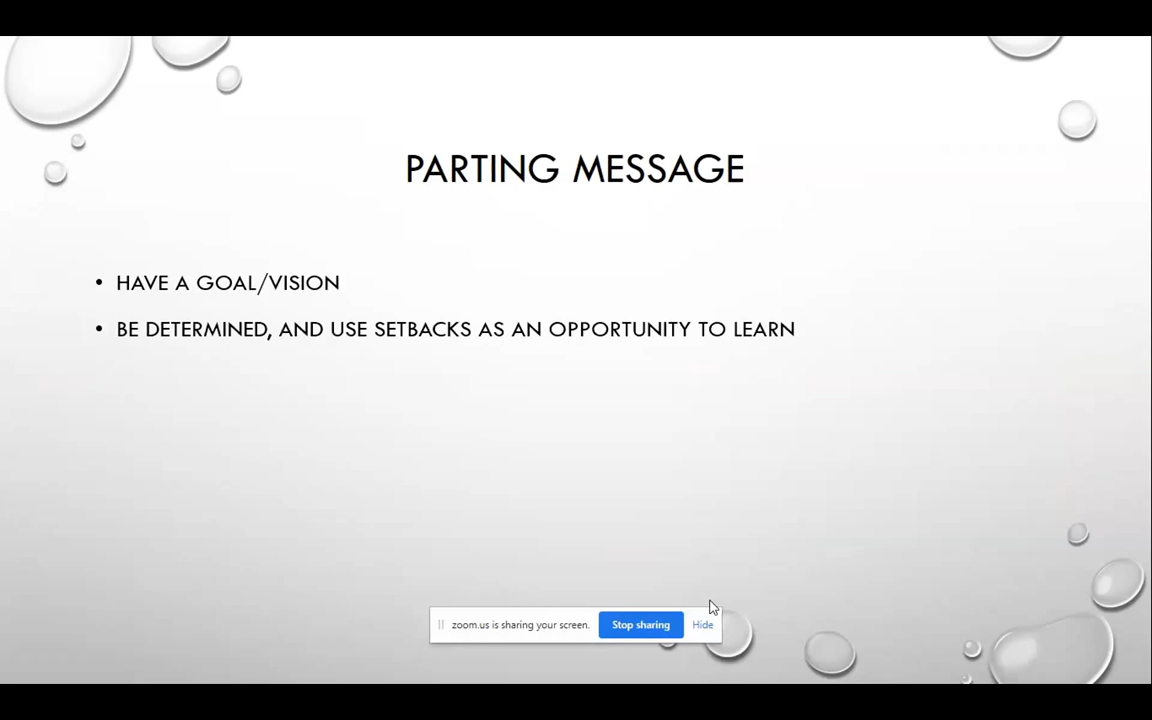 PARTING MESSAGE
• HAVE A GOAL/VISION
• BE DETERMINED, AND USE SETBACKS AS AN OPPORTUNITY TO LEARN
zoom.us is sharing your screen. Stop sharing Hide